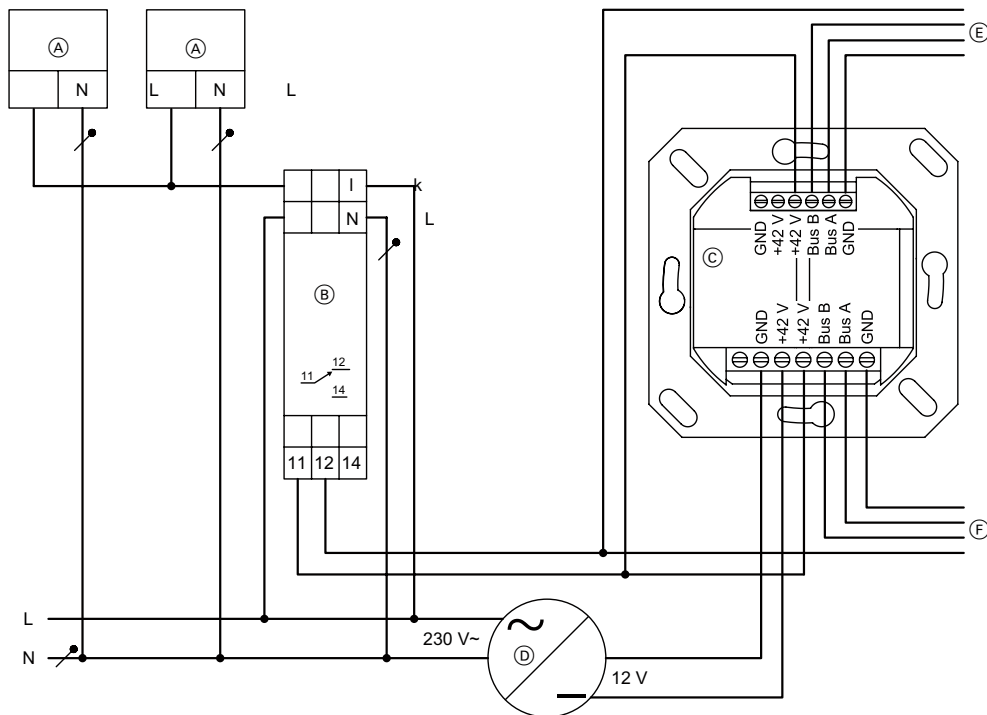 A A E
N L N L
I k
N L
B
11 12
14
11 12 14
GND +42 V +42 V Bus B Bus A GND
C
GND +42 V +42 V Bus B Bus A GND
F
L
230 V~
N
D
12 V